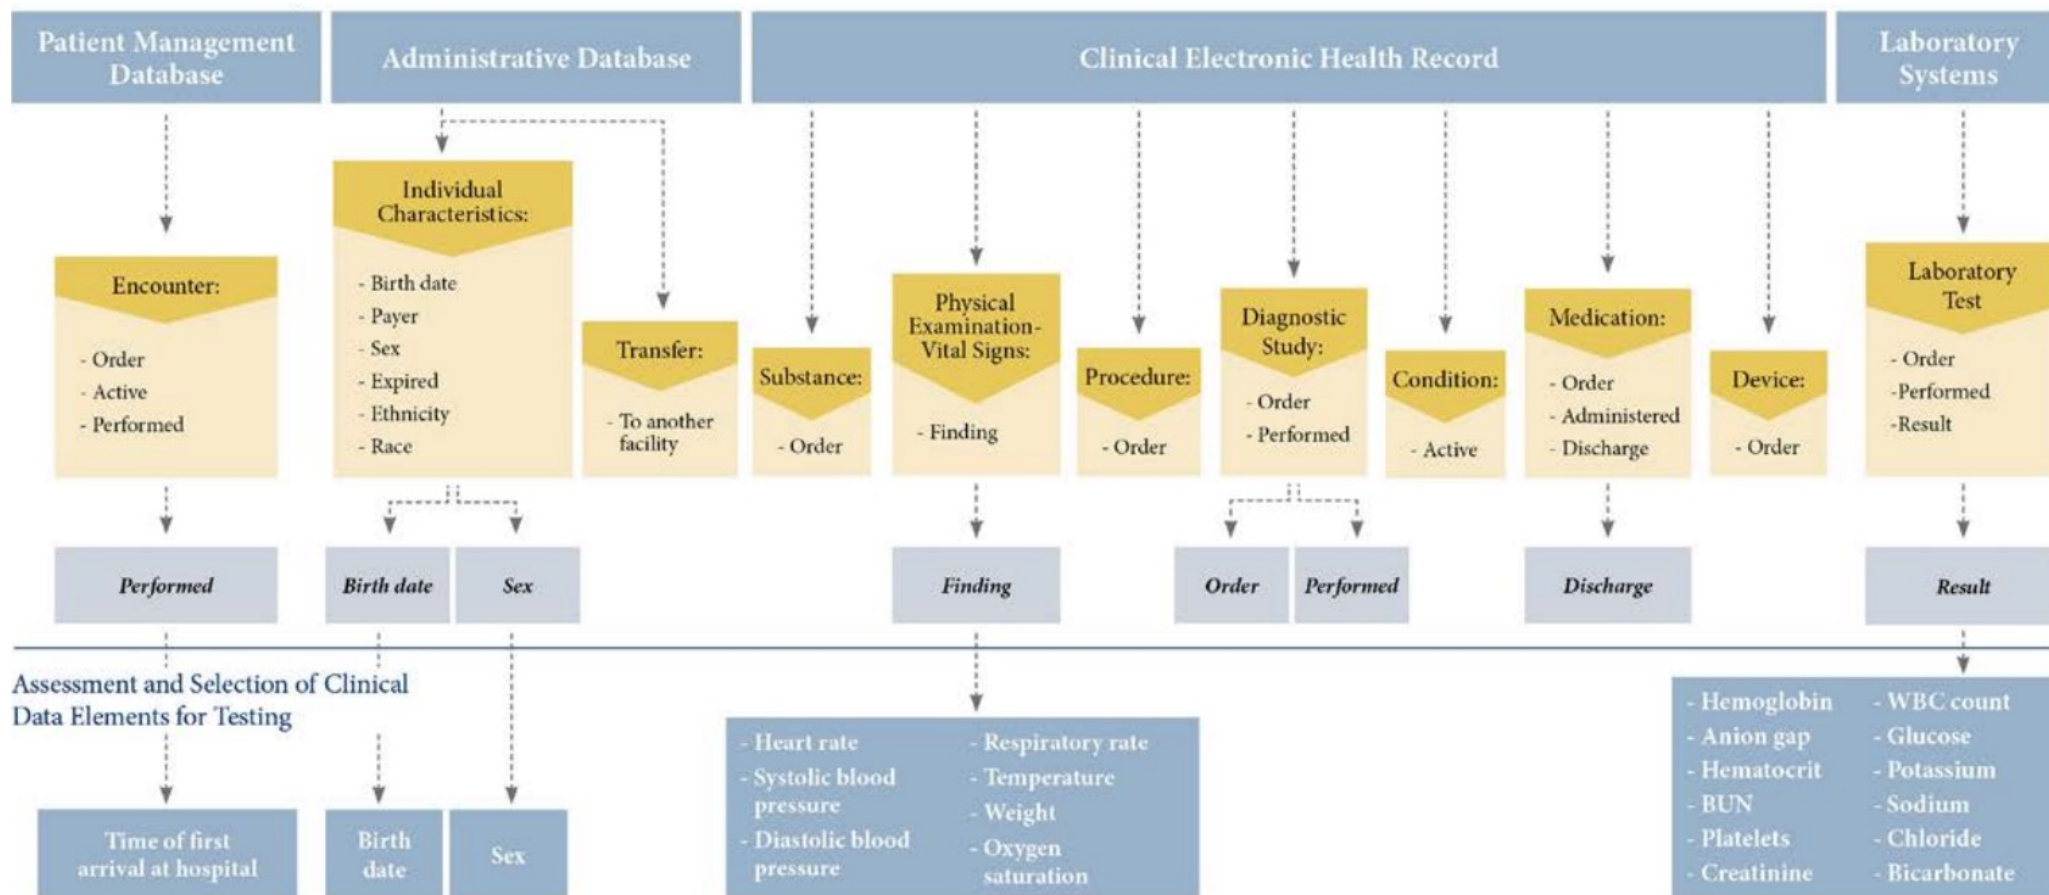 Patient Management
Database
Administrative Database
Clinical Electronic Health Record
Laboratory
Systems
Encounter:
- Order
- Active
- Performed
Individual
Characteristics:
- Birth date
- Payer
- Sex
- Expired
- Ethnicity
- Race
Transfer:
- To another
facility
Substance:
- Order
Physical
Examination-
Vital Signs:
- Finding
Procedure:
- Order
Diagnostic
Study:
- Order
- Performed
Condition:
- Active
Medication:
- Order
- Administered
- Discharge
Device:
- Order
Laboratory
Test
- Order
-Performed
-Result
Performed
Birth date
Sex
Finding
Order
Performed
Discharge
Result
Assessment and Selection of Clinical
Data Elements for Testing
Time of first
arrival at hospital
Birth
date
Sex
- Heart rate
- Systolic blood
pressure
- Diastolic blood
pressure
- Respiratory rate
- Temperature
- Weight
- Oxygen
saturation
- Hemoglobin
- Anion gap
- Hematocrit
- BUN
- Platelets
- Creatinine
- WBC count
- Glucose
- Potassium
- Sodium
- Chloride
- Bicarbonate